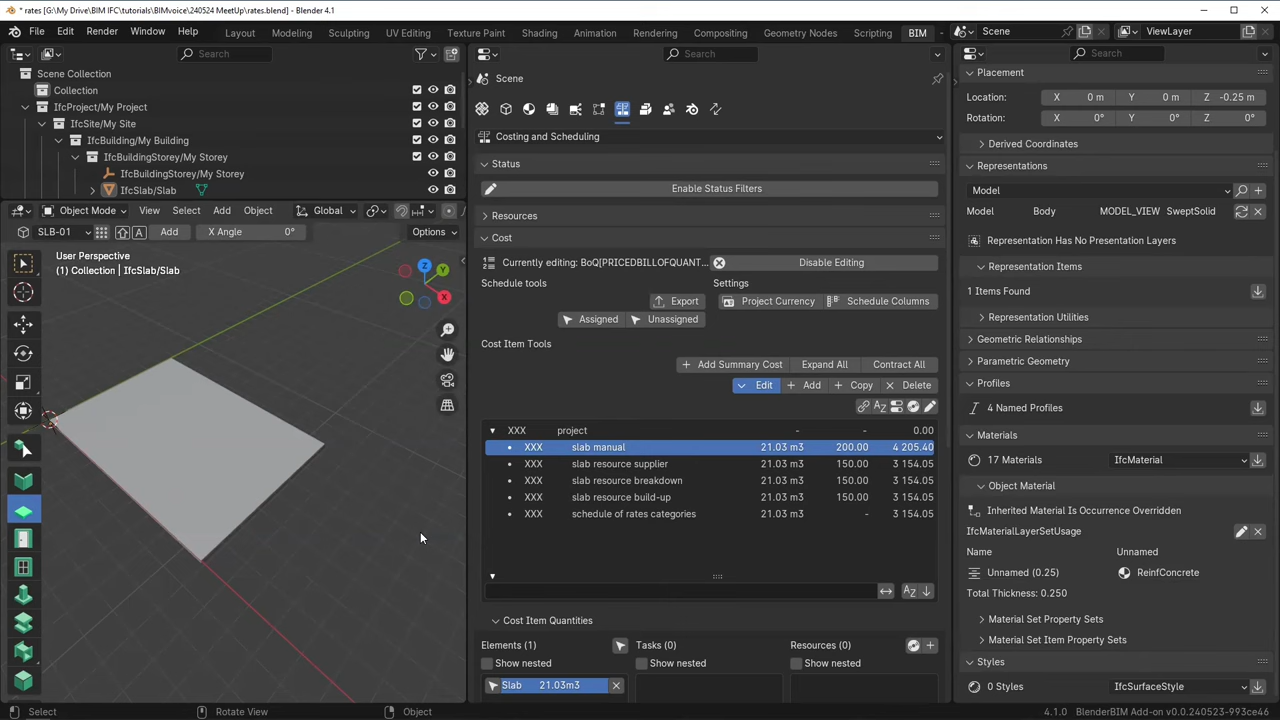 * rates [G:\My Drive\BIM IFC\tutorials\BIMvoice\240524 MeetUp\rates.blend] - Blender 4.1
File Edit Render Window Help Layout Modeling Sculpting UV Editing Texture Paint Shading Animation Rendering Compositing Geometry Nodes Scripting BIM Scene ViewLayer
Search
Scene Collection
Collection
IfcProject/My Project
IfcSite/My Site
IfcBuilding/My Building
IfcBuildingStorey/My Storey
IfcBuildingStorey/My Storey
IfcSlab/Slab
Object Mode View Select Add Object Global
SLB-01 A Add X Angle 0° Options
User Perspective
(1) Collection | IfcSlab/Slab
Z
Y
X
Search
Scene
Costing and Scheduling
Status
Enable Status Filters
Resources
Cost
Currently editing: BoQ[PRICEDBILLOFQUANT... Disable Editing
Schedule tools Settings
Export Project Currency Schedule Columns
Assigned Unassigned
Cost Item Tools
Add Summary Cost Expand All Contract All
Edit Add Copy Delete
XXX project - - 0.00
XXX slab manual 21.03 m3 200.00 4 205.40
XXX slab resource supplier 21.03 m3 150.00 3 154.05
XXX slab resource breakdown 21.03 m3 150.00 3 154.05
XXX slab resource build-up 21.03 m3 150.00 3 154.05
XXX schedule of rates categories 21.03 m3 - 3 154.05
Cost Item Quantities
Elements (1) Tasks (0) Resources (0)
Show nested Show nested Show nested
Slab 21.03m3
Search
Placement
Location: X 0 m Y 0 m Z -0.25 m
Rotation: X 0° Y 0° Z 0°
Derived Coordinates
Representations
Model
Model Body MODEL_VIEW SweptSolid
Representation Has No Presentation Layers
Representation Items
1 Items Found
Representation Utilities
Geometric Relationships
Parametric Geometry
Profiles
4 Named Profiles
Materials
17 Materials IfcMaterial
Object Material
Inherited Material Is Occurrence Overridden
IfcMaterialLayerSetUsage
Name Unnamed
Unnamed (0.25) ReinfConcrete
Total Thickness: 0.250
Material Set Property Sets
Material Set Item Property Sets
Styles
0 Styles IfcSurfaceStyle
Select Rotate View Object 4.1.0 BlenderBIM Add-on v0.0.240523-993ce46